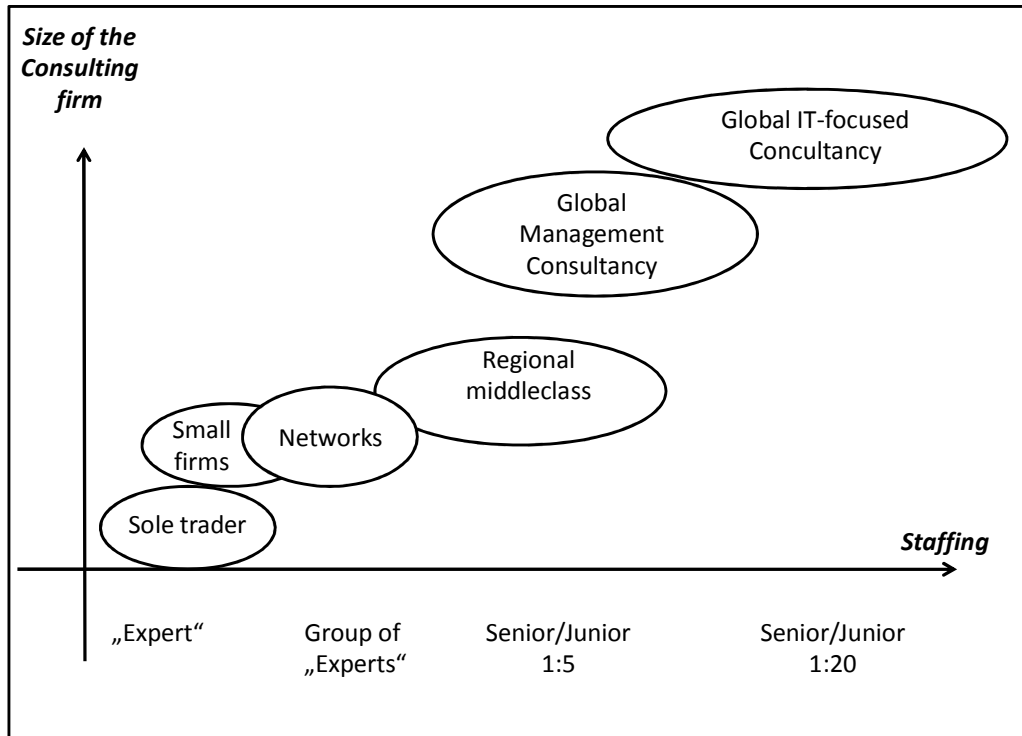 Size of the
Consulting
firm
Global IT-focused
Concultancy
Global
Management
Consultancy
Regional
middleclass
Small
firms
Networks
Sole trader
Staffing
„Expert“
Group of
„Experts“
Senior/Junior
1:5
Senior/Junior
1:20